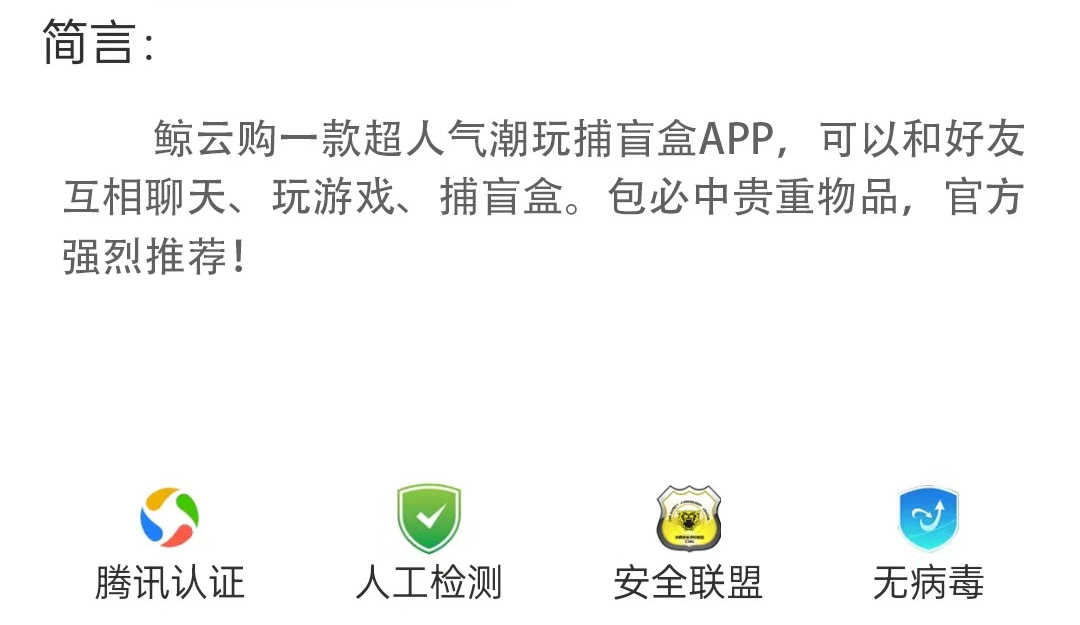 简言：
鲸云购一款超人气潮玩捕盲盒APP，可以和好友
互相聊天、玩游戏、捕盲盒。包必中贵重物品，官方
强烈推荐！
腾讯认证 人工检测 安全联盟 无病毒